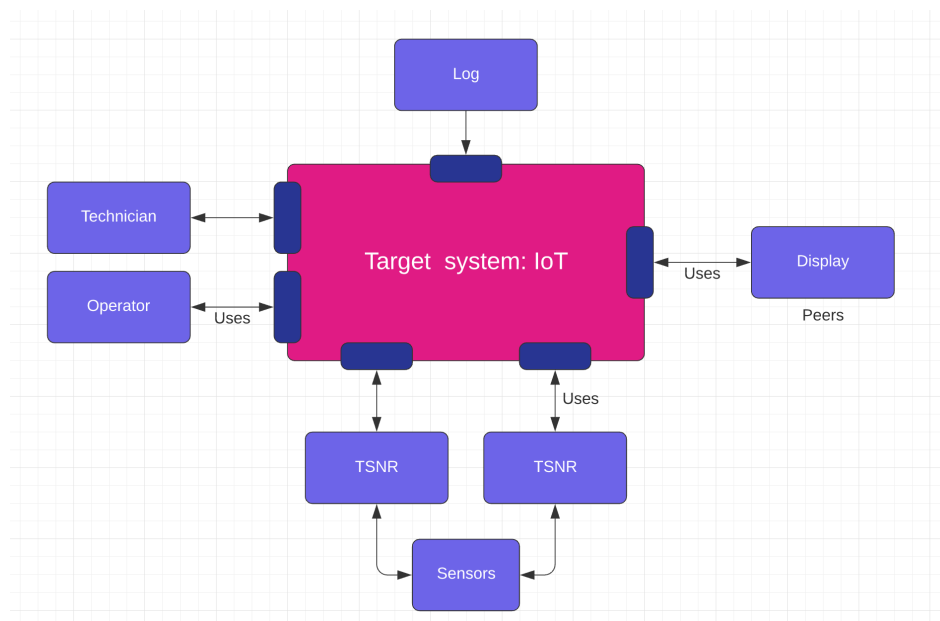 Log
Technician
Target system: IoT
Uses
Display
Operator
Uses
Peers
Uses
TSNR
TSNR
Sensors